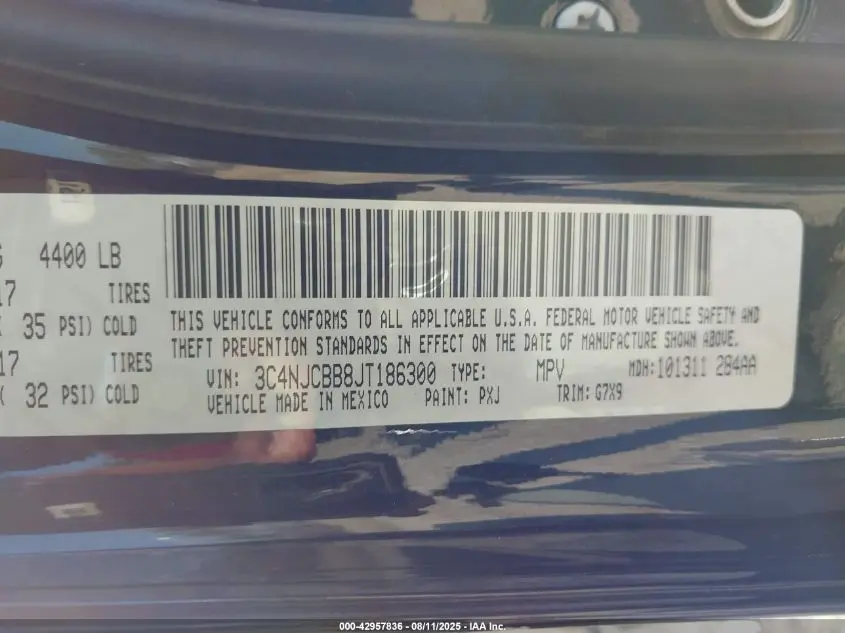 4400 LB
17 TIRES
35 PSI) COLD
17 TIRES
( 32 PSI) COLD
THIS VEHICLE CONFORMS TO ALL APPLICABLE U.S.A. FEDERAL MOTOR VEHICLE SAFETY AND
THEFT PREVENTION STANDARDS IN EFFECT ON THE DATE OF MANUFACTURE SHOWN ABOVE.
VIN: 3C4NJCBB8JT186300 TYPE: MPV MDH: 101311 284AA
VEHICLE MADE IN MEXICO PAINT: PXJ TRIM: G7X9
000-42957836 - 08/11/2025 - IAA Inc.